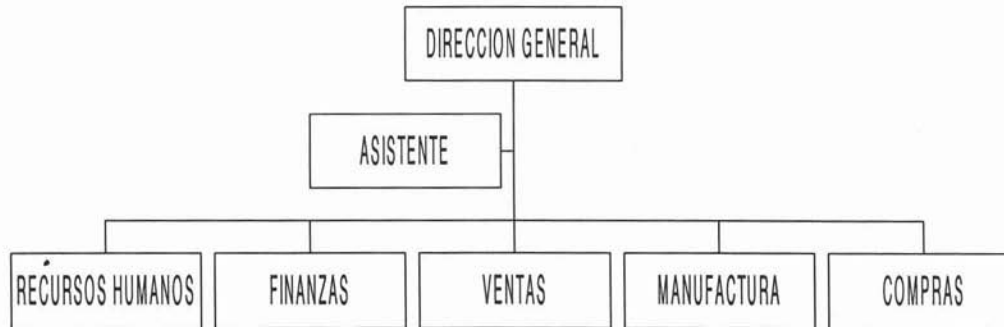 DIRECCION GENERAL
ASISTENTE
RECURSOS HUMANOS
FINANZAS
VENTAS
MANUFACTURA
COMPRAS